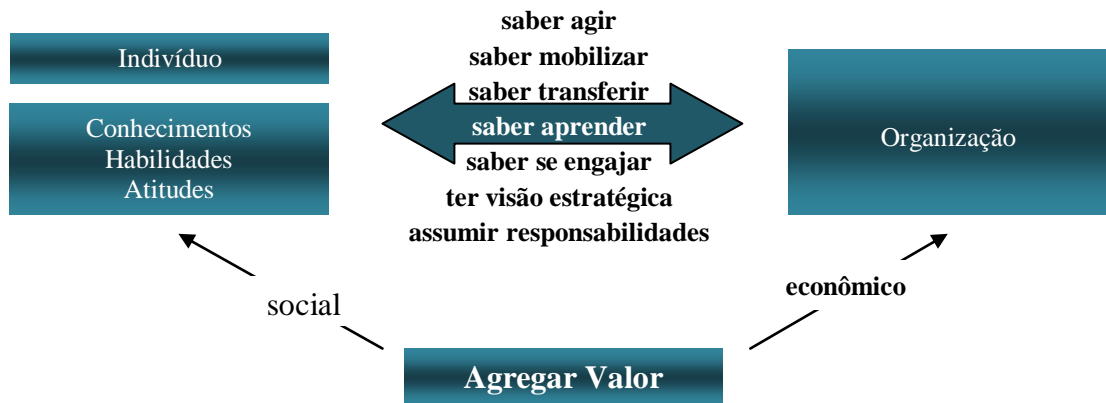 Indivíduo
Conhecimentos
Habilidades
Atitudes
saber agir
saber mobilizar
saber transferir
saber aprender
saber se engajar
ter visão estratégica
assumir responsabilidades
Organização
social
econômico
Agregar Valor